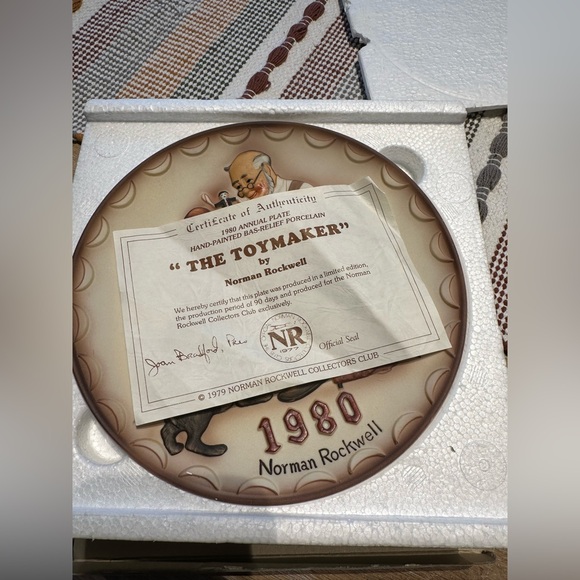 Certificate of Authenticity
1980 ANNUAL PLATE
HAND-PAINTED BAS-RELIEF PORCELAIN
“ THE TOYMAKER”
by
Norman Rockwell
We hereby certify that this plate was produced in a limited edition,
the production period of 90 days and produced for the Norman
Rockwell Collectors Club exclusively.
NR
1977
Official Seal
© 1979 NORMAN ROCKWELL COLLECTORS CLUB
1980
Norman Rockwell